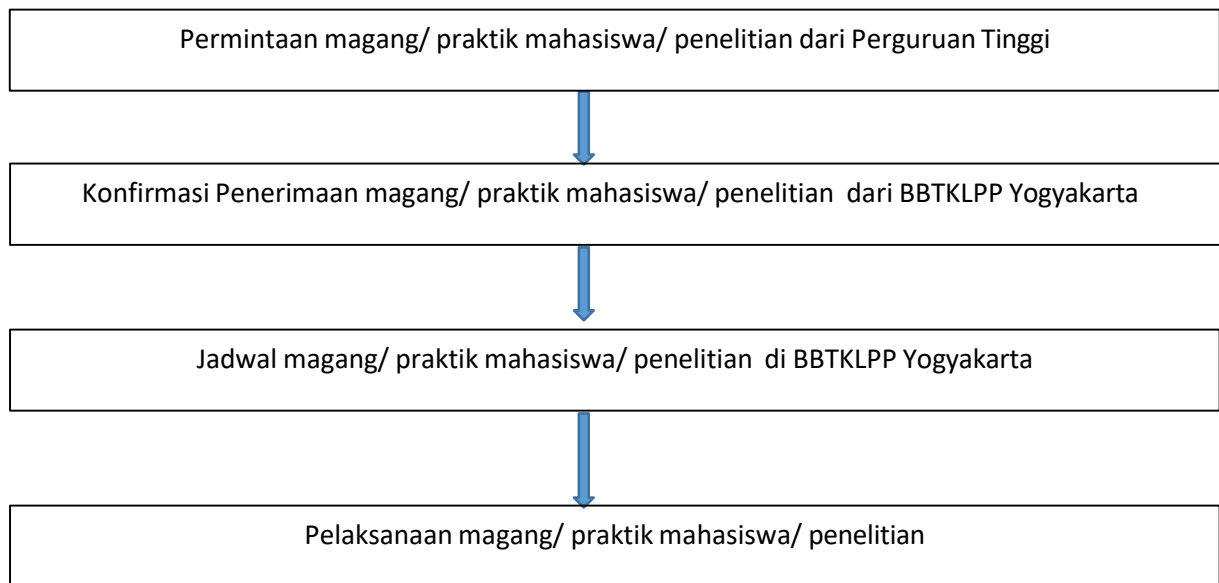 Permintaan magang/ praktik mahasiswa/ penelitian dari Perguruan Tinggi
Konfirmasi Penerimaan magang/ praktik mahasiswa/ penelitian dari BBTKLPP Yogyakarta
Jadwal magang/ praktik mahasiswa/ penelitian di BBTKLPP Yogyakarta
Pelaksanaan magang/ praktik mahasiswa/ penelitian